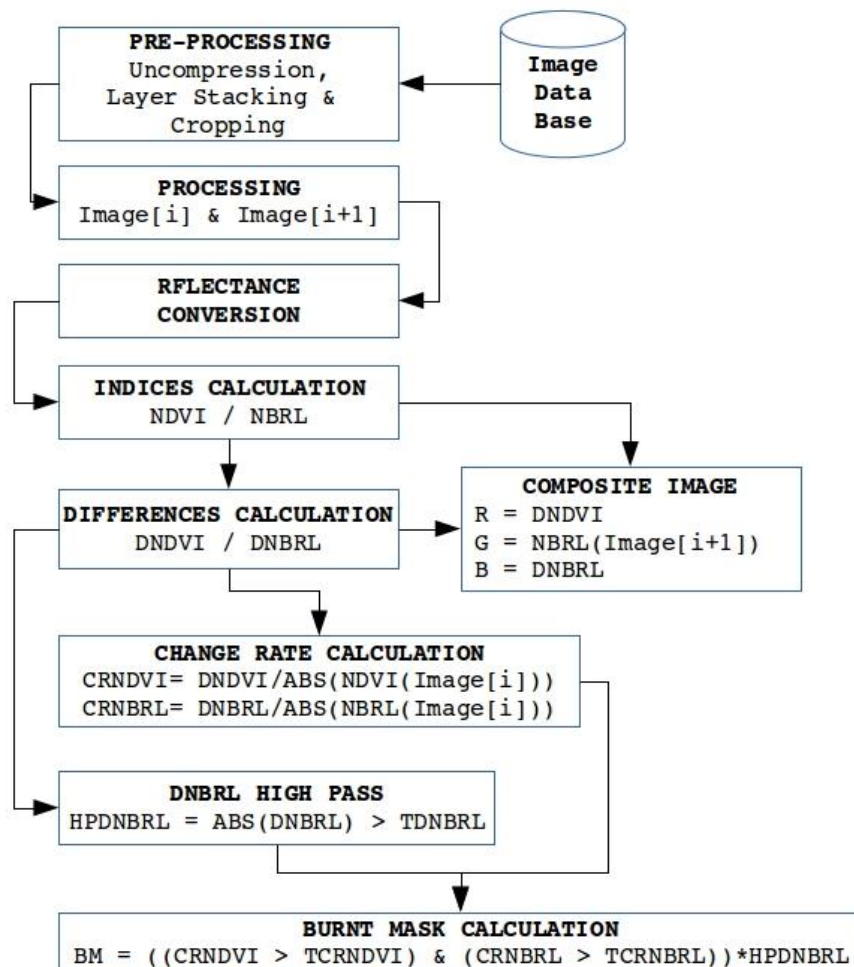 PRE-PROCESSING
Uncompression,
Layer Stacking &
Cropping
Image
Data
Base
PROCESSING
Image[i] & Image[i+1]
RFLECTANCE
CONVERSION
INDICES CALCULATION
NDVI / NBRL
COMPOSITE IMAGE
R = DNDVI
G = NBRL(Image[i+1])
B = DNBRL
DIFFERENCES CALCULATION
DNDVI / DNBRL
CHANGE RATE CALCULATION
CRNDVI= DNDVI/ABS(NDVI(Image[i]))
CRNBRL= DNBRL/ABS(NBRL(Image[i]))
DNBRL HIGH PASS
HPDNBRL = ABS(DNBRL) > TDNBRL
BURNT MASK CALCULATION
BM = ((CRNDVI > TCRNDVI) & (CRNBRL > TCRNBRL))*HPDNBRL